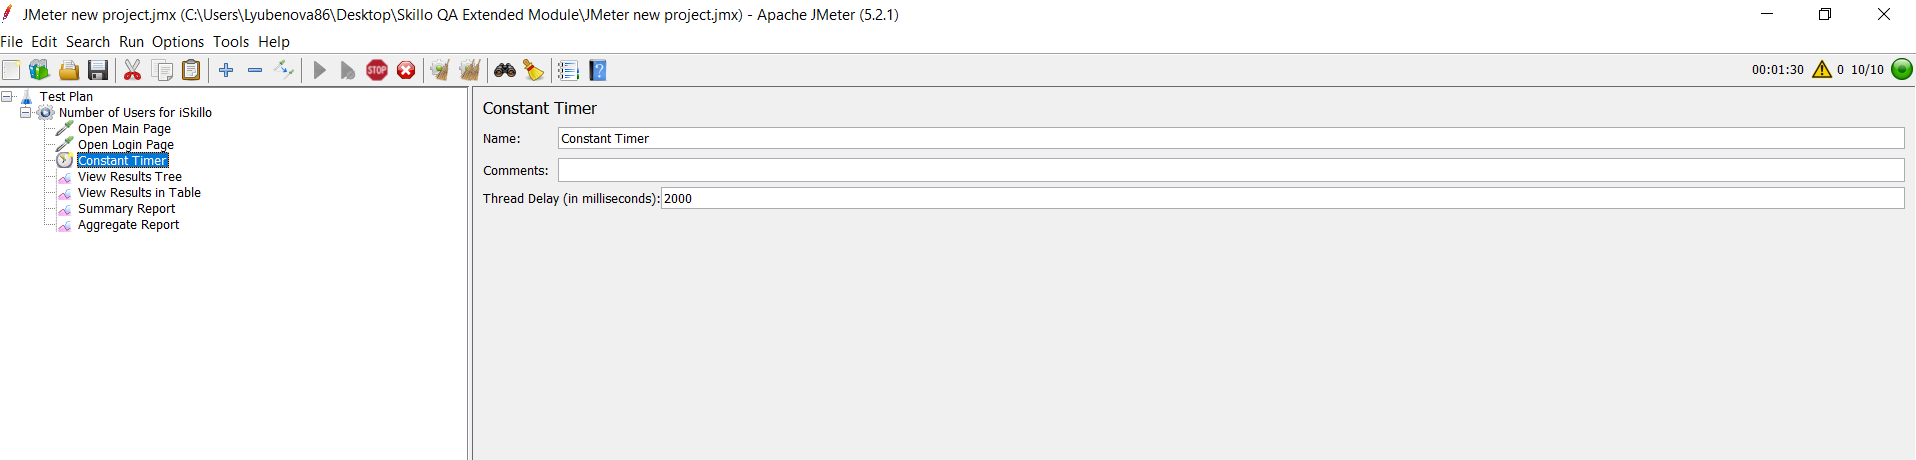 JMeter new project.jmx (C:\Users\Lyubenova86\Desktop\Skillo QA Extended Module\JMeter new project.jmx) - Apache JMeter (5.2.1)
File Edit Search Run Options Tools Help
STOP ? 00:01:30 0 10/10
Test Plan
Number of Users for iSkillo
Open Main Page
Open Login Page
Constant Timer
View Results Tree
View Results in Table
Summary Report
Aggregate Report
Constant Timer
Name: Constant Timer
Comments:
Thread Delay (in milliseconds): 2000